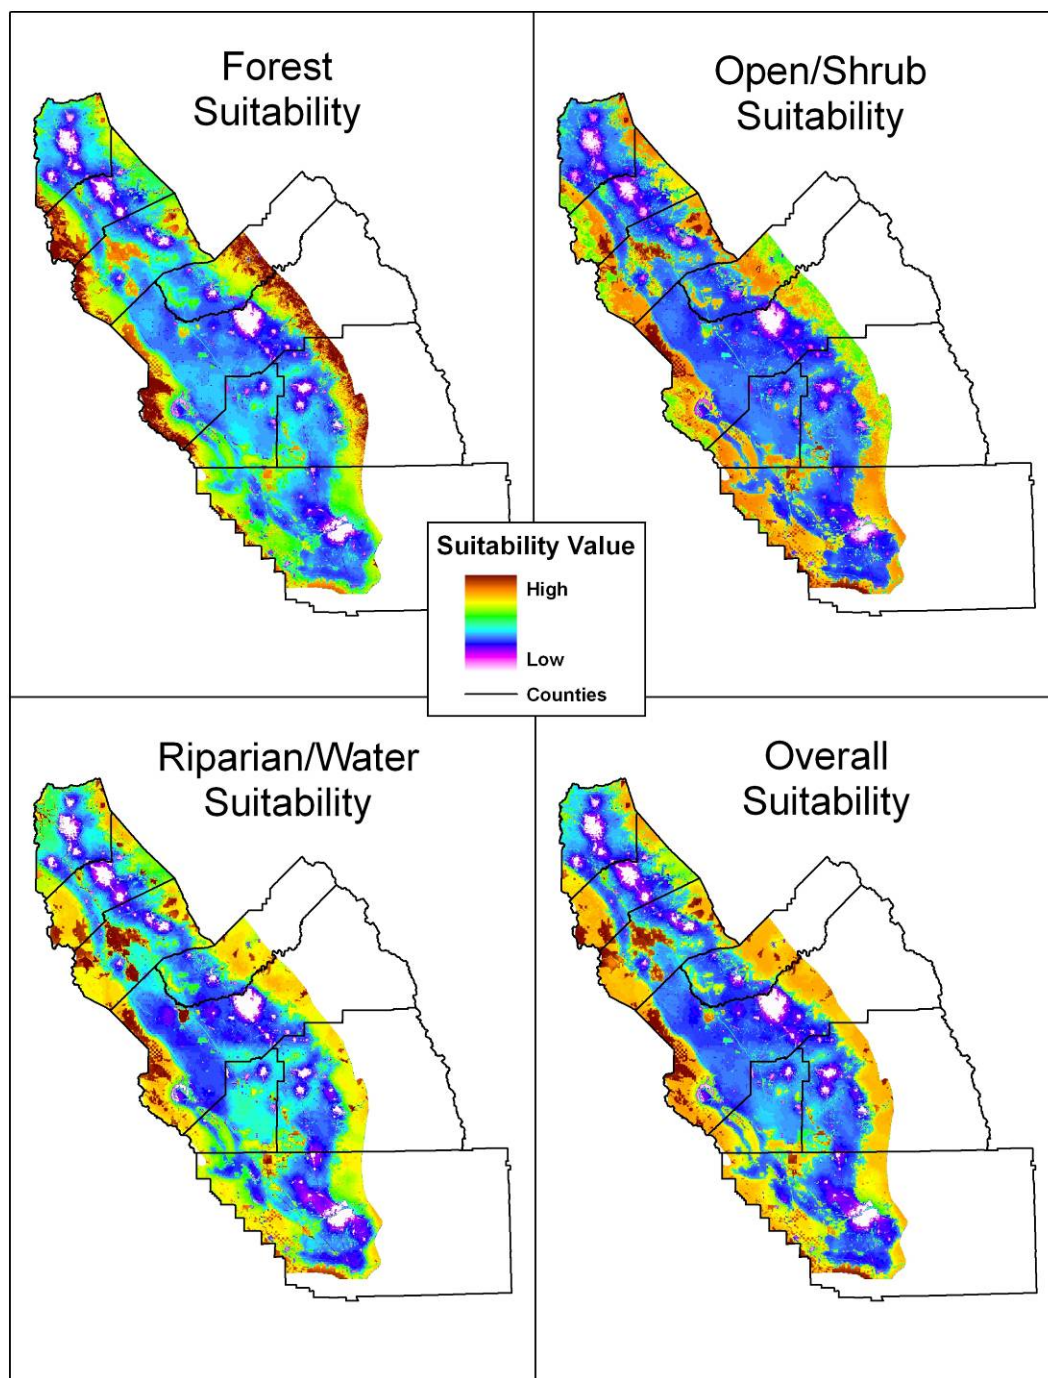 Forest
Suitability
Open/Shrub
Suitability
Suitability Value
High
Low
Counties
Riparian/Water
Suitability
Overall
Suitability